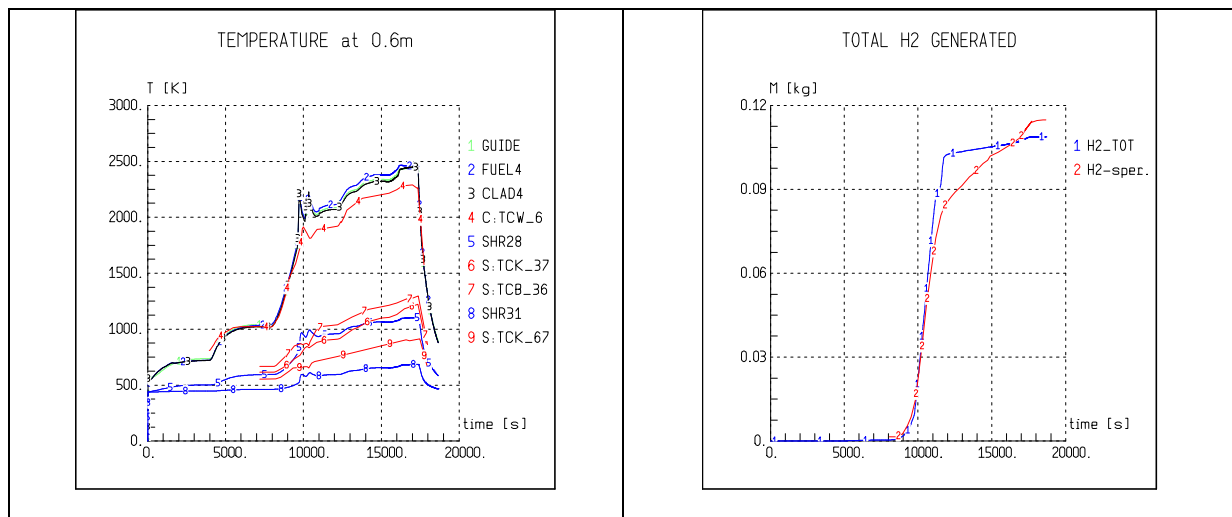 TEMPERATURE at 0.6m
T [K]
3000.
2500.
2000.
1500.
1000.
500.
0.
0.
5000.
10000.
15000.
20000.
time [s]
1 GUIDE
2 FUEL4
3 CLAD4
4 C:TCW_6
5 SHR28
6 S:TCK_37
7 S:TCB_36
8 SHR31
9 S:TCK_67
TOTAL H2 GENERATED
M [kg]
0.12
0.09
0.06
0.03
0.
0.
5000.
10000.
15000.
20000.
time [s]
1 H2_TOT
2 H2-sper.